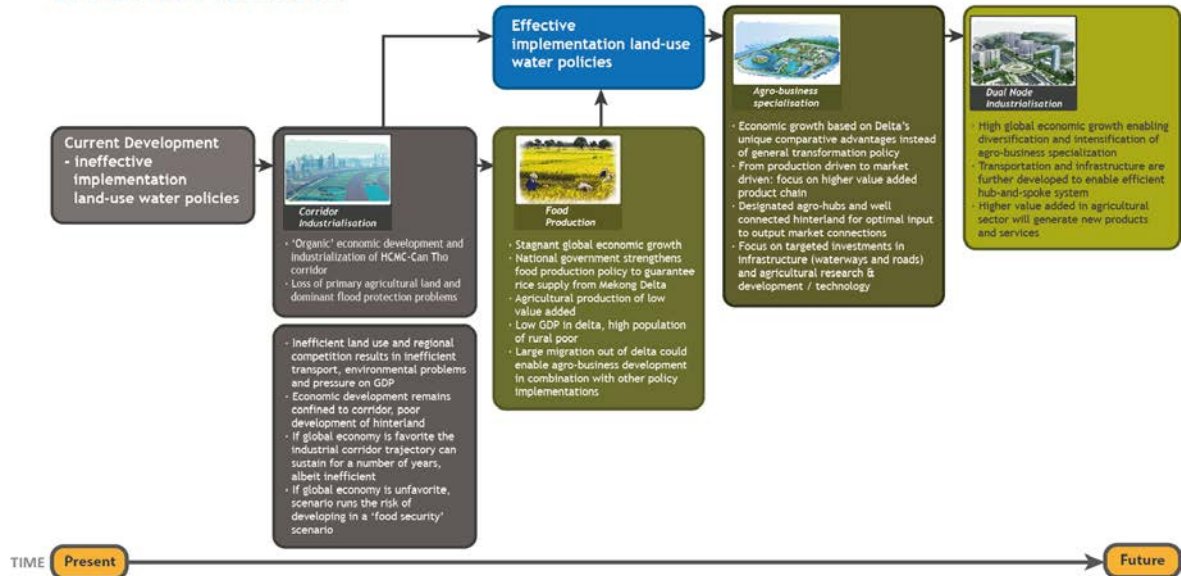 Effective
implementation land-use
water policies
Current Development
- ineffective
implementation
land-use water policies
Corridor
Industrialisation
· 'Organic' economic development and
industrialization of HCMC-Can Tho
corridor
· Loss of primary agricultural land and
dominant flood protection problems
· Inefficient land use and regional
competition results in inefficient
transport, environmental problems
and pressure on GDP
· Economic development remains
confined to corridor, poor
development of hinterland
· If global economy is favorite the
industrial corridor trajectory can
sustain for a number of years,
albeit inefficient
· If global economy is unfavorite,
scenario runs the risk of
developing in a 'food security'
scenario
Food
Production
· Stagnant global economic growth
· National government strengthens
food production policy to guarantee
rice supply from Mekong Delta
· Agricultural production of low
value added
· Low GDP in delta, high population
of rural poor
· Large migration out of delta could
enable agro-business development
in combination with other policy
implementations
Agro-business
specialisation
· Economic growth based on Delta's
unique comparative advantages instead
of general transformation policy
· From production driven to market
driven: focus on higher value added
product chain
· Designated agro-hubs and well
connected hinterland for optimal input
to output market connections
· Focus on targeted investments in
infrastructure (waterways and roads)
and agricultural research &
development / technology
Dual Node
Industrialisation
· High global economic growth enabling
diversification and intensification of
agro-business specialization
· Transportation and infrastructure are
further developed to enable efficient
hub-and-spoke system
· Higher value added in agricultural
sector will generate new products
and services
TIME Present Future